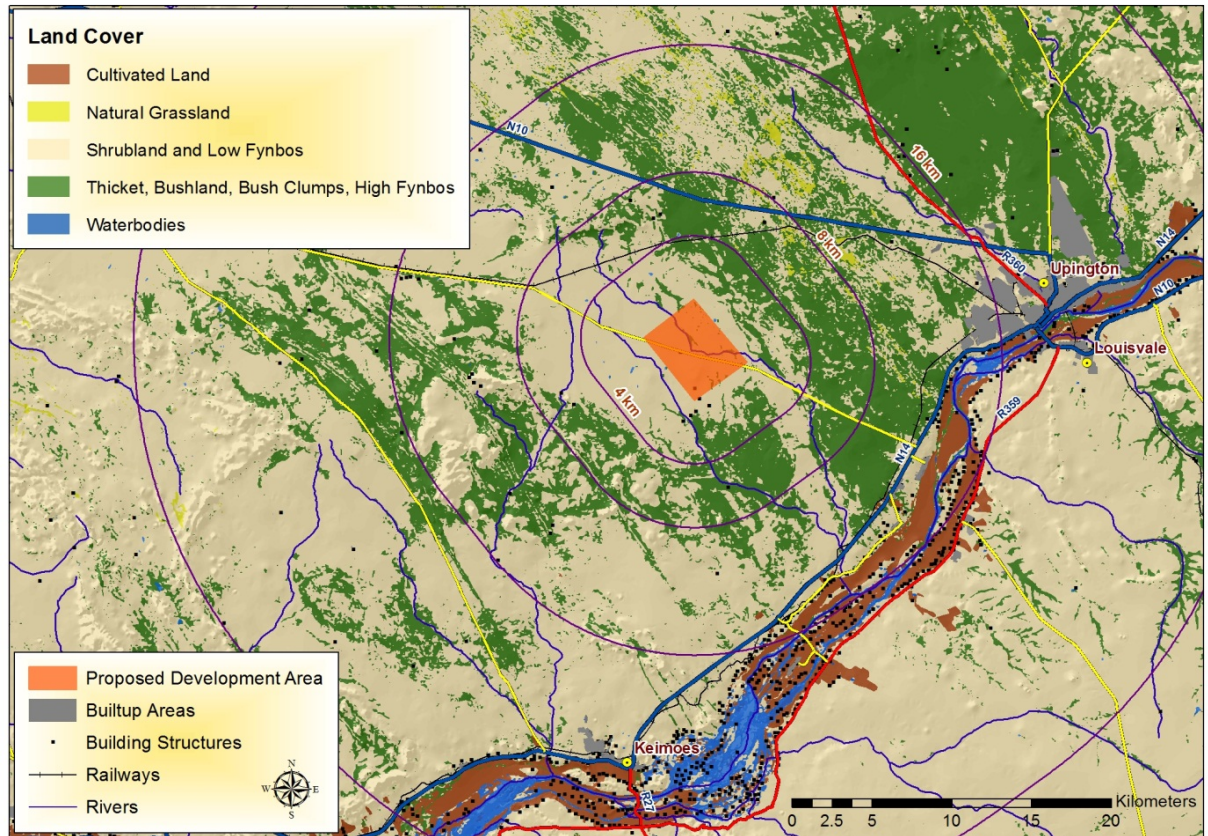 Land Cover
Cultivated Land
Natural Grassland
Shrubland and Low Fynbos
Thicket, Bushland, Bush Clumps, High Fynbos
Waterbodies
N10
16 km
8 km
R360
Upington
N14
N10
Louisvale
4 km
R359
N14
Proposed Development Area
Builtup Areas
Building Structures
Railways
Rivers
N
W E
S
Keimoes
R27
Kilometers
0 2.5 5 10 15 20